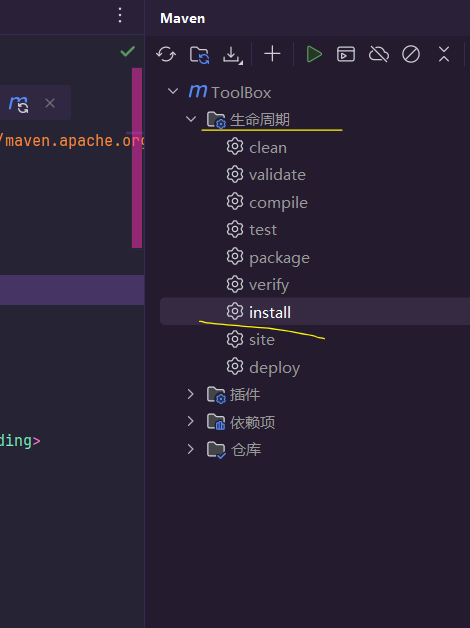 Maven
ToolBox
生命周期
clean
validate
compile
test
package
verify
install
site
deploy
插件
依赖项
仓库
/maven.apache.org
ding>